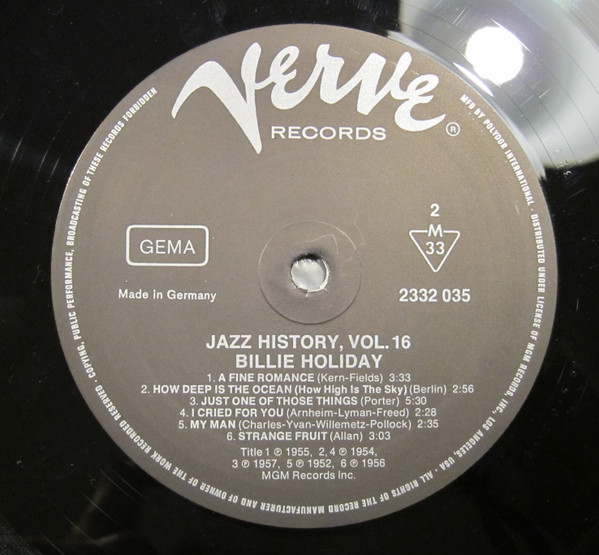 Verve
RECORDS ®
COPYING, PUBLIC PERFORMANCE, BROADCASTING OF THESE RECORDS FORBIDDEN
MFD BY POLYDOR INTERNATIONAL · DISTRIBUTED UNDER LICENSE OF MGM RECORDS, INC, LOS ANGELES, USA · ALL RIGHTS OF THE RECORD MANUFACTURER AND OF OWNER OF THE WORK RECORDED RESERVED ·
GEMA
Made in Germany
2
M
33
2332 035
JAZZ HISTORY, VOL. 16
BILLIE HOLIDAY
1. A FINE ROMANCE (Kern-Fields) 3:33
2. HOW DEEP IS THE OCEAN (How High Is The Sky) (Berlin) 2:56
3. JUST ONE OF THOSE THINGS (Porter) 5:30
4. I CRIED FOR YOU (Arnheim-Lyman-Freed) 2:28
5. MY MAN (Charles-Yvan-Willemetz-Pollock) 2:35
6. STRANGE FRUIT (Allan) 3:03
Title 1 ℗ 1955, 2, 4 ℗ 1954,
3 ℗ 1957, 5 ℗ 1952, 6 ℗ 1956
MGM Records Inc.